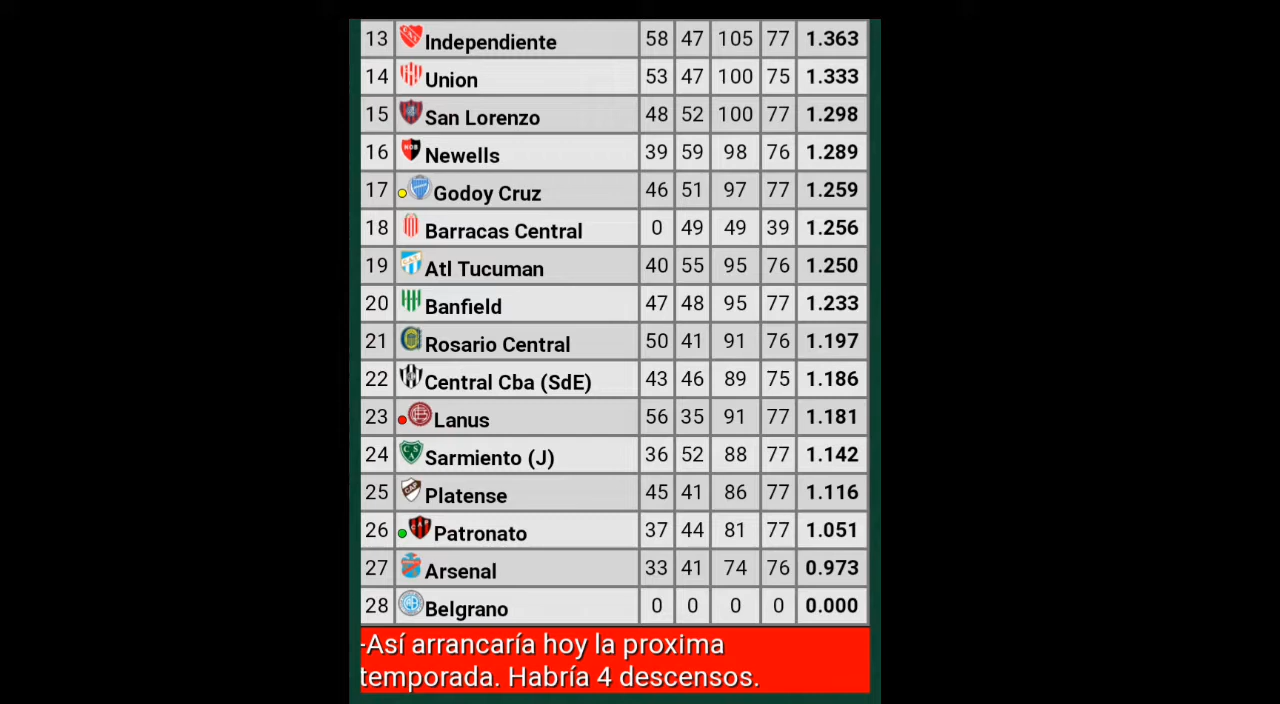 13 Independiente 58 47 105 77 1.363
14 Union 53 47 100 75 1.333
15 San Lorenzo 48 52 100 77 1.298
16 Newells 39 59 98 76 1.289
17 Godoy Cruz 46 51 97 77 1.259
18 Barracas Central 0 49 49 39 1.256
19 Atl Tucuman 40 55 95 76 1.250
20 Banfield 47 48 95 77 1.233
21 Rosario Central 50 41 91 76 1.197
22 Central Cba (SdE) 43 46 89 75 1.186
23 Lanus 56 35 91 77 1.181
24 Sarmiento (J) 36 52 88 77 1.142
25 Platense 45 41 86 77 1.116
26 Patronato 37 44 81 77 1.051
27 Arsenal 33 41 74 76 0.973
28 Belgrano 0 0 0 0 0.000
-Así arrancaría hoy la proxima
temporada. Habría 4 descensos.